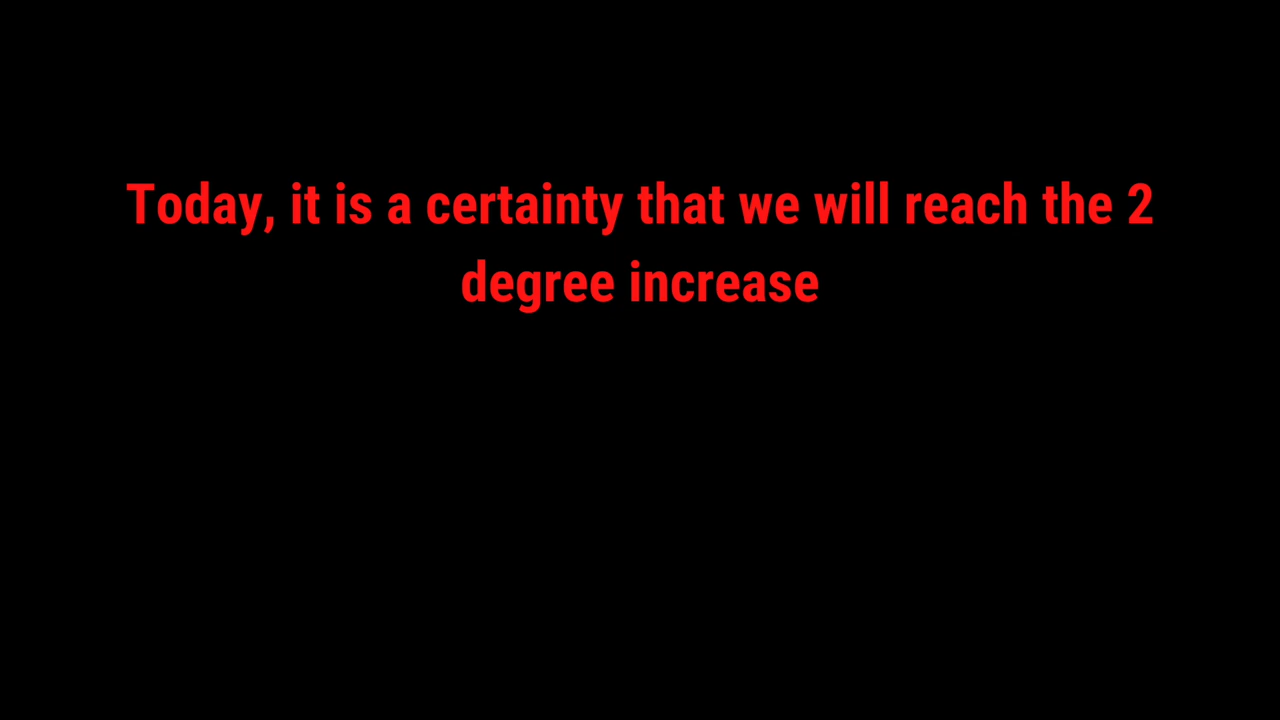 Today, it is a certainty that we will reach the 2
degree increase